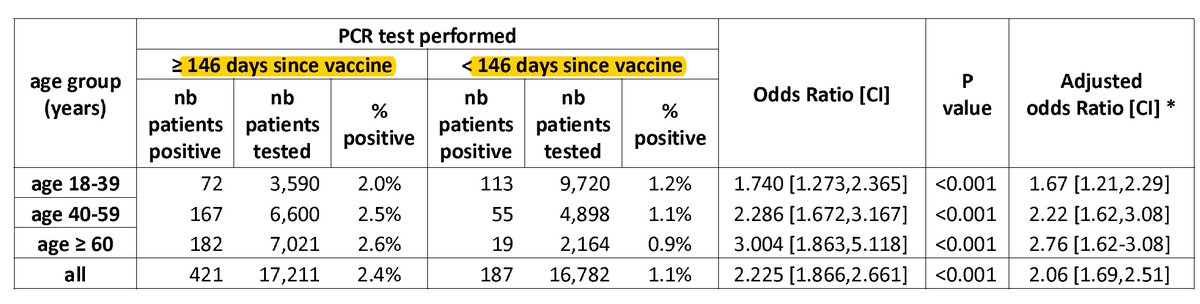 age group (years) | PCR test performed | Odds Ratio [CI] | P value | Adjusted odds Ratio [CI] *
≥ 146 days since vaccine | < 146 days since vaccine
nb patients positive | nb patients tested | % positive | nb patients positive | nb patients tested | % positive
age 18-39 | 72 | 3,590 | 2.0% | 113 | 9,720 | 1.2% | 1.740 [1.273,2.365] | <0.001 | 1.67 [1.21,2.29]
age 40-59 | 167 | 6,600 | 2.5% | 55 | 4,898 | 1.1% | 2.286 [1.672,3.167] | <0.001 | 2.22 [1.62,3.08]
age ≥ 60 | 182 | 7,021 | 2.6% | 19 | 2,164 | 0.9% | 3.004 [1.863,5.118] | <0.001 | 2.76 [1.62-3.08]
all | 421 | 17,211 | 2.4% | 187 | 16,782 | 1.1% | 2.225 [1.866,2.661] | <0.001 | 2.06 [1.69,2.51]